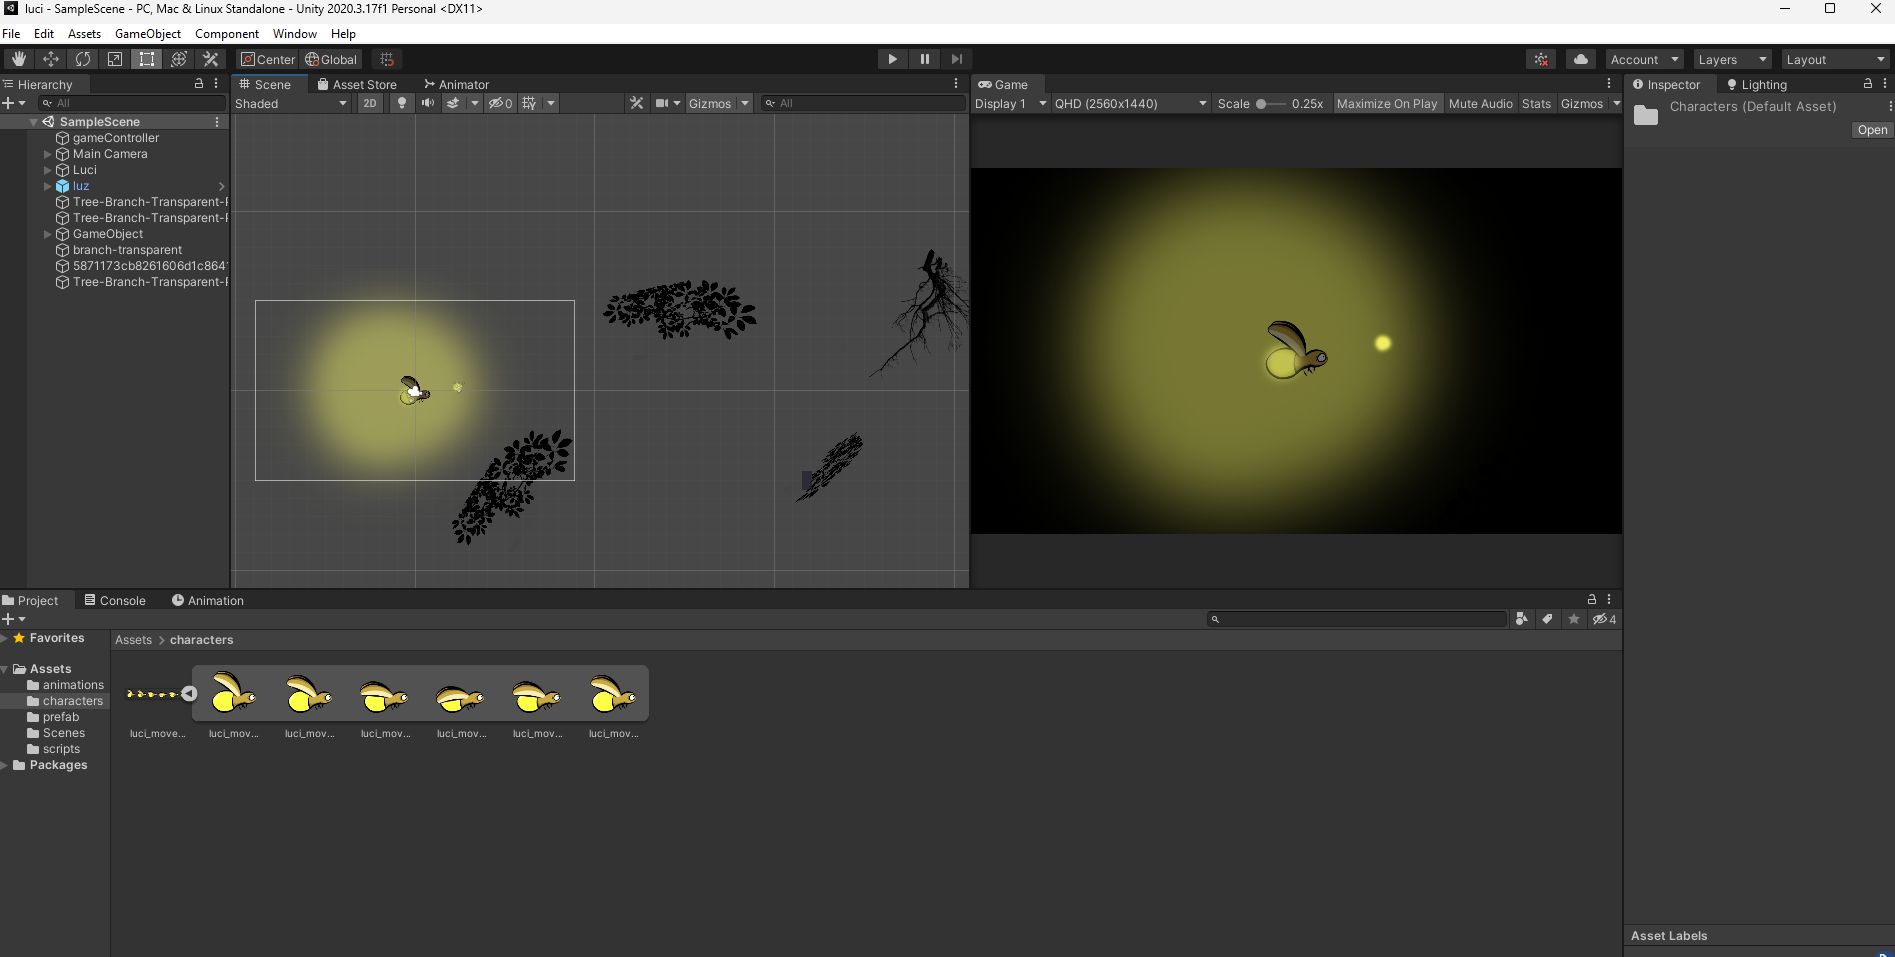 luci - SampleScene - PC, Mac & Linux Standalone - Unity 2020.3.17f1 Personal <DX11>
File Edit Assets GameObject Component Window Help
Center Global
Account Layers Layout
Hierarchy
All
SampleScene
gameController
Main Camera
Luci
luz
Tree-Branch-Transparent-
Tree-Branch-Transparent-
GameObject
branch-transparent
5871173cb8261606d1c864
Tree-Branch-Transparent-
Scene Asset Store Animator
Shaded 2D 0 Gizmos All
Game
Display 1 QHD (2560x1440) Scale 0.25x Maximize On Play Mute Audio Stats Gizmos
Inspector Lighting
Characters (Default Asset)
Open
Project Console Animation
4
Favorites
Assets
animations
characters
prefab
Scenes
scripts
Packages
Assets > characters
luci_move... luci_mov... luci_mov... luci_mov... luci_mov... luci_mov... luci_mov...
Asset Labels